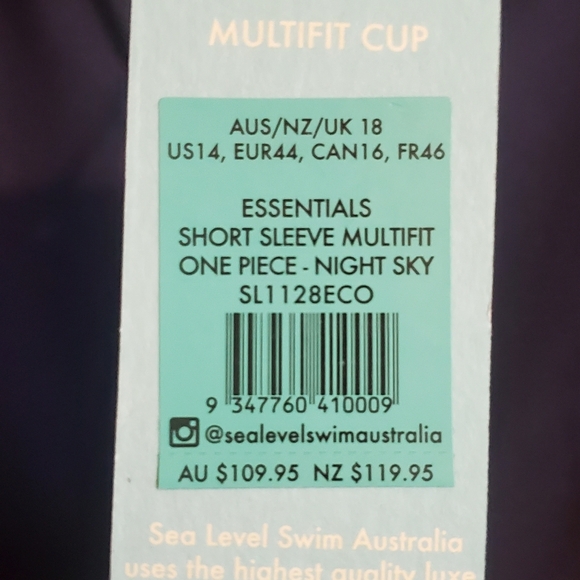 MULTIFIT CUP
AUS/NZ/UK 18
US14, EUR44, CAN16, FR46
ESSENTIALS
SHORT SLEEVE MULTIFIT
ONE PIECE - NIGHT SKY
SL1128ECO
9 347760 410009
@sealevelswimaustralia
AU $109.95 NZ $119.95
Sea Level Swim Australia
uses the highest quality luxe